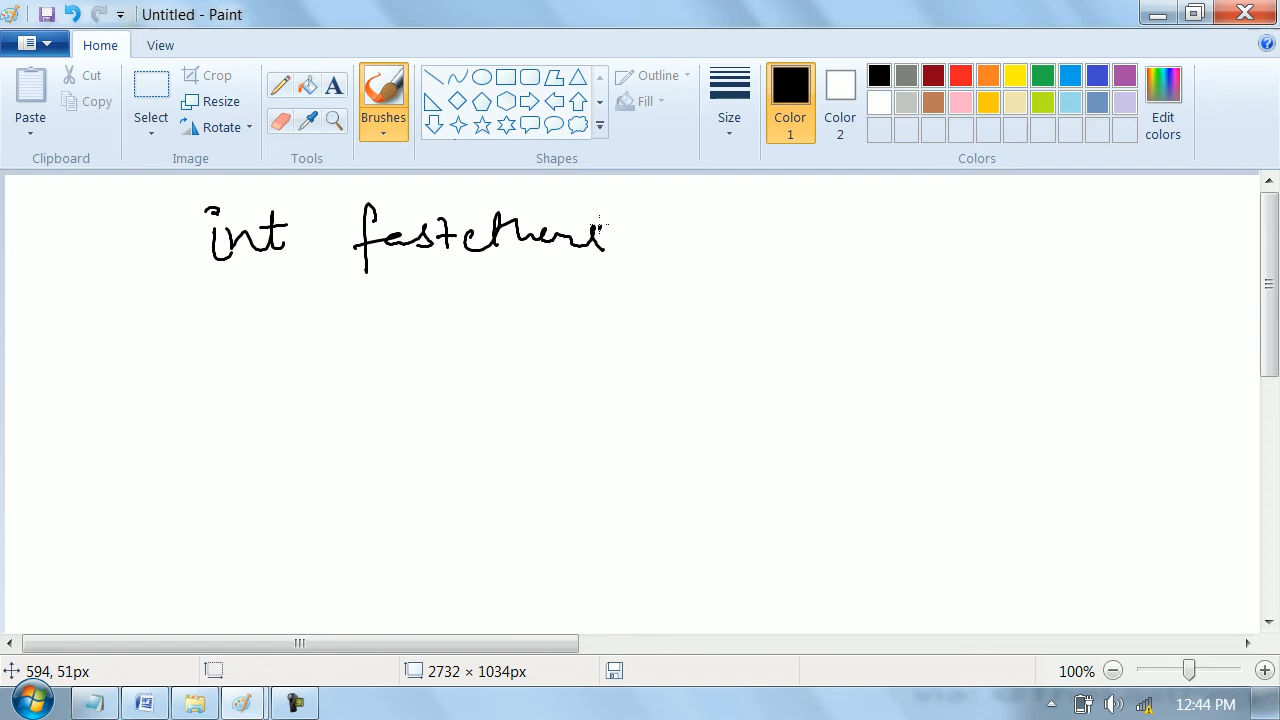 Untitled - Paint
Home
View
Paste
Cut
Copy
Clipboard
Select
Crop
Resize
Rotate
Image
Tools
Brushes
Shapes
Outline
Fill
Size
Color 1
Color 2
Edit colors
Colors
int
594, 51px
2732 × 1034px
100%
12:44 PM